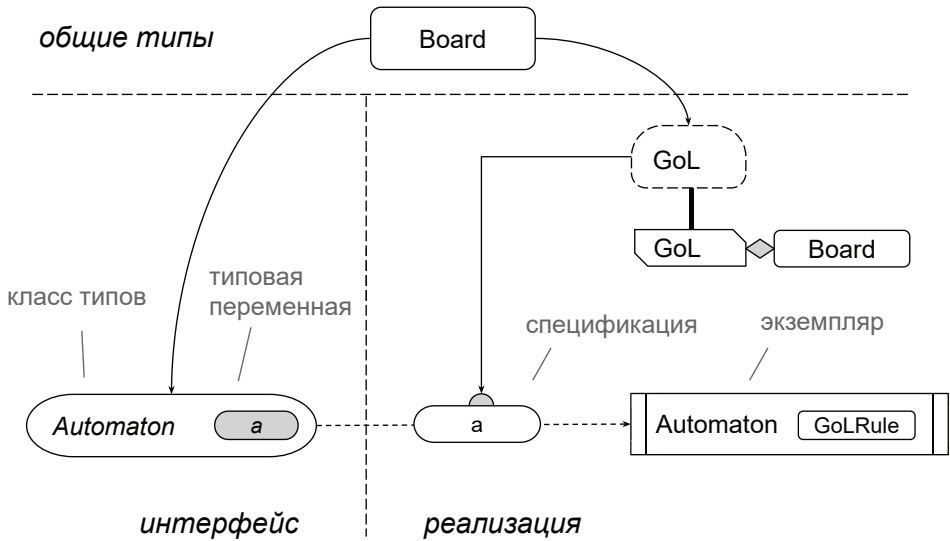 общие типы
Board
GoL
GoL
Board
класс типов
типовая
переменная
спецификация
экземпляр
Automaton
a
a
Automaton
GoLRule
интерфейс
реализация